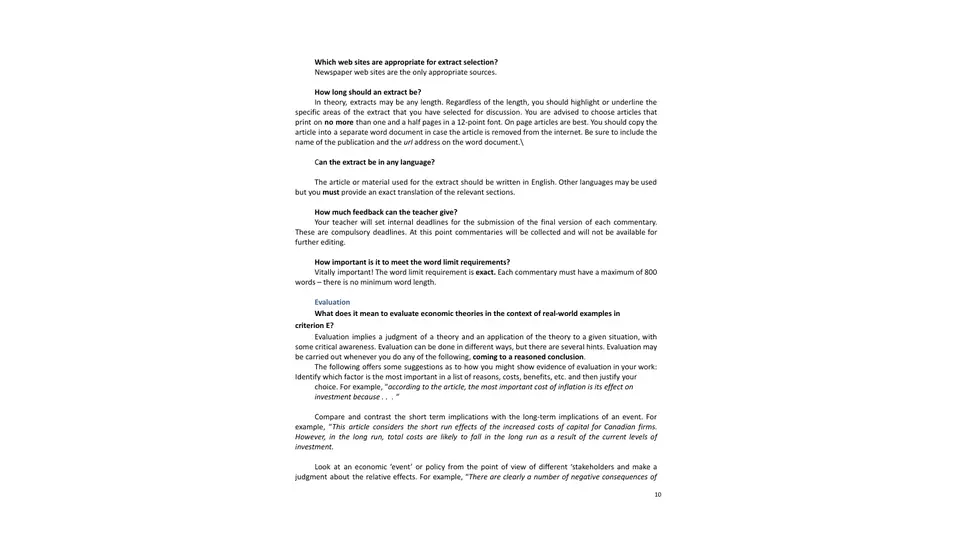 Which web sites are appropriate for extract selection?
Newspaper web sites are the only appropriate sources.
How long should an extract be?
In theory, extracts may be any length. Regardless of the length, you should highlight or underline the
specific areas of the extract that you have selected for discussion. You are advised to choose articles that
print on no more than one and a half pages in a 12-point font. On page articles are best. You should copy the
article into a separate word document in case the article is removed from the internet. Be sure to include the
name of the publication and the url address on the word document.\
Can the extract be in any language?
The article or material used for the extract should be written in English. Other languages may be used
but you must provide an exact translation of the relevant sections.
How much feedback can the teacher give?
Your teacher will set internal deadlines for the submission of the final version of each commentary.
These are compulsory deadlines. At this point commentaries will be collected and will not be available for
further editing.
How important is it to meet the word limit requirements?
Vitally important! The word limit requirement is exact. Each commentary must have a maximum of 800
words – there is no minimum word length.
Evaluation
What does it mean to evaluate economic theories in the context of real-world examples in
criterion E?
Evaluation implies a judgment of a theory and an application of the theory to a given situation, with
some critical awareness. Evaluation can be done in different ways, but there are several hints. Evaluation may
be carried out whenever you do any of the following, coming to a reasoned conclusion.
The following offers some suggestions as to how you might show evidence of evaluation in your work:
Identify which factor is the most important in a list of reasons, costs, benefits, etc. and then justify your
choice. For example, "according to the article, the most important cost of inflation is its effect on
investment because . . . "
Compare and contrast the short term implications with the long-term implications of an event. For
example, "This article considers the short run effects of the increased costs of capital for Canadian firms.
However, in the long run, total costs are likely to fall in the long run as a result of the current levels of
investment.
Look at an economic 'event' or policy from the point of view of different 'stakeholders and make a
judgment about the relative effects. For example, "There are clearly a number of negative consequences of
10